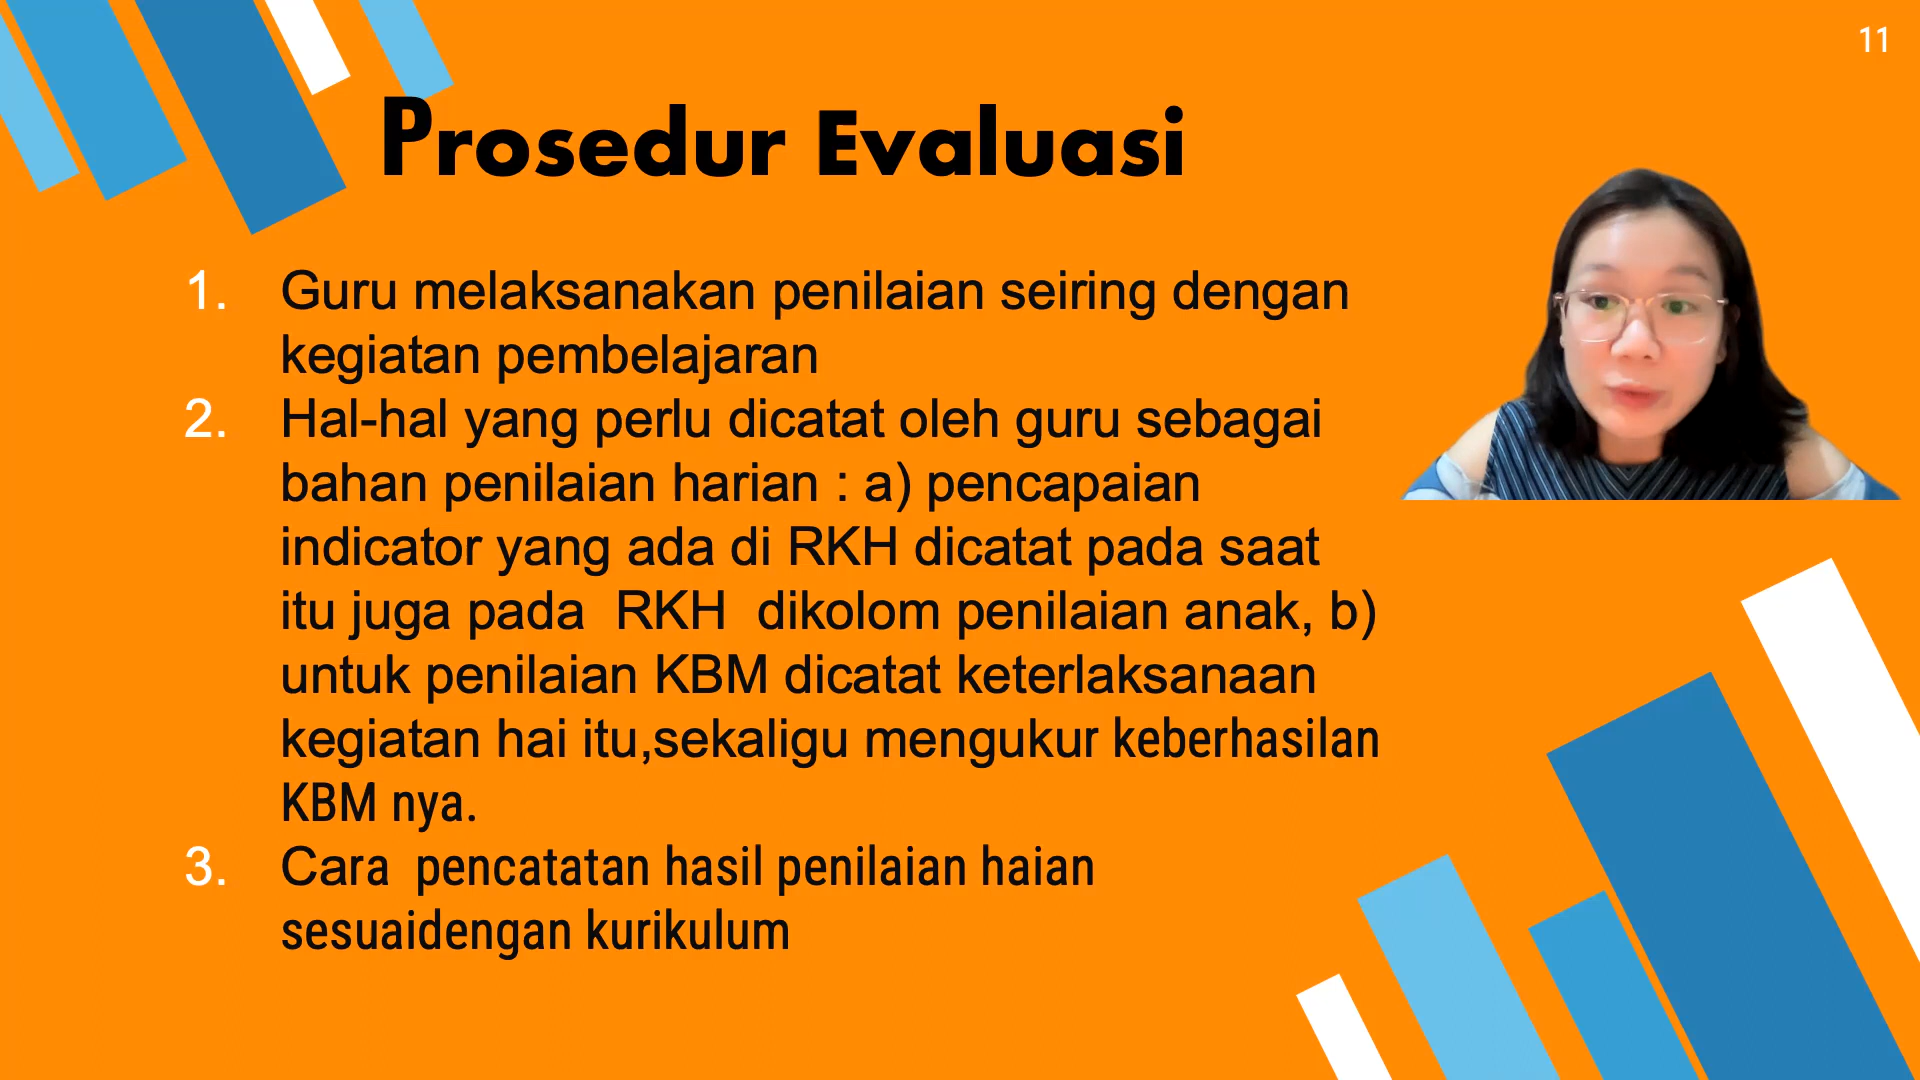 11
Prosedur Evaluasi
1. Guru melaksanakan penilaian seiring dengan
kegiatan pembelajaran
2. Hal-hal yang perlu dicatat oleh guru sebagai
bahan penilaian harian : a) pencapaian
indicator yang ada di RKH dicatat pada saat
itu juga pada  RKH  dikolom penilaian anak, b)
untuk penilaian KBM dicatat keterlaksanaan
kegiatan hai itu,sekaligu mengukur keberhasilan
KBM nya.
3. Cara  pencatatan hasil penilaian haian
sesuaidengan kurikulum